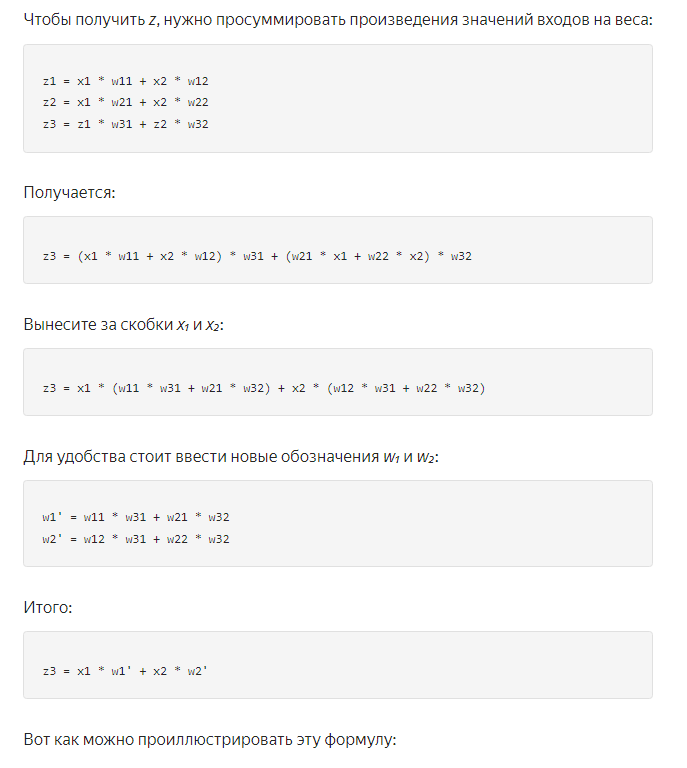 Чтобы получить z, нужно просуммировать произведения значений входов на веса:
z1 = x1 * w11 + x2 * w12
z2 = x1 * w21 + x2 * w22
z3 = z1 * w31 + z2 * w32
Получается:
z3 = (x1 * w11 + x2 * w12) * w31 + (w21 * x1 + w22 * x2) * w32
Вынесите за скобки x₁ и x₂:
z3 = x1 * (w11 * w31 + w21 * w32) + x2 * (w12 * w31 + w22 * w32)
Для удобства стоит ввести новые обозначения w₁ и w₂:
w1' = w11 * w31 + w21 * w32
w2' = w12 * w31 + w22 * w32
Итого:
z3 = x1 * w1' + x2 * w2'
Вот как можно проиллюстрировать эту формулу: